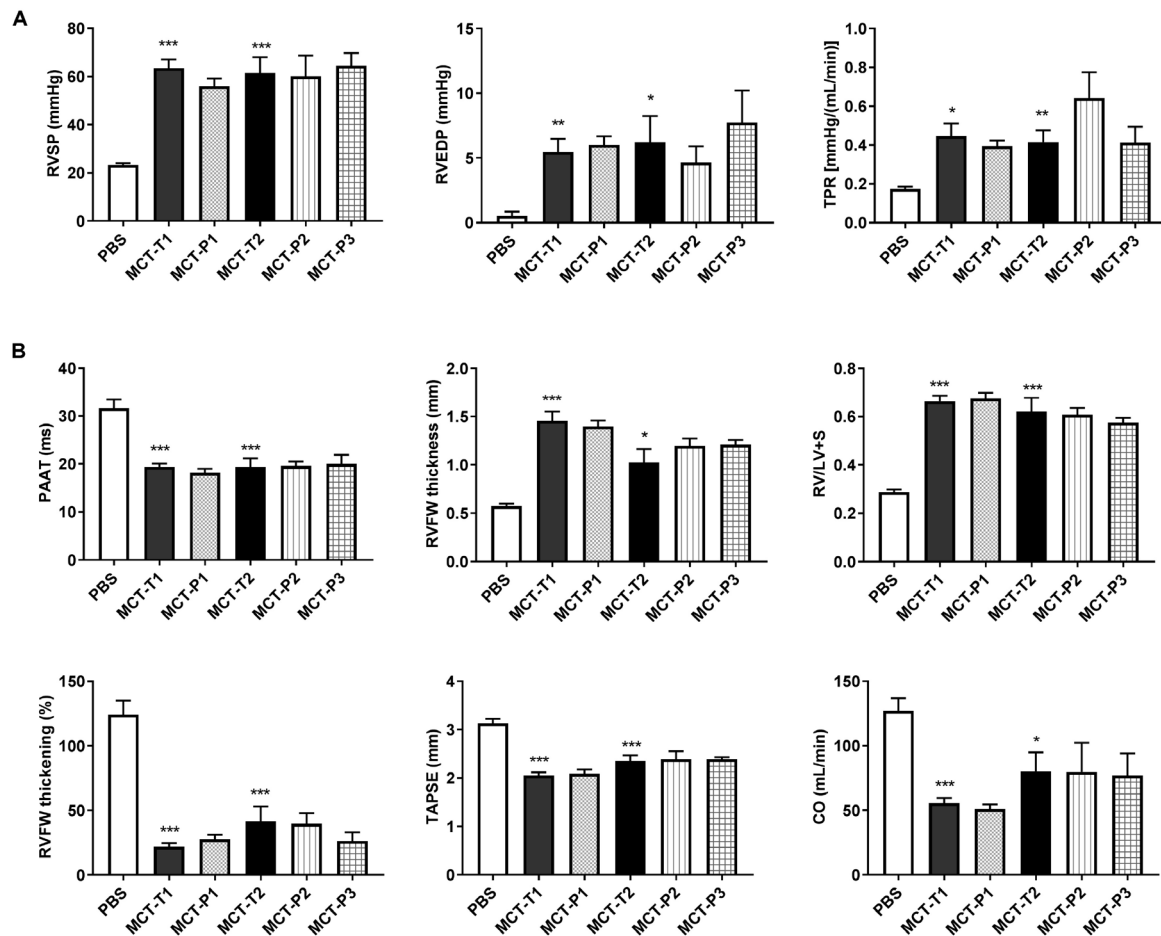 A
RVSP (mmHg)
80
60
40
20
0
***
***
PBS
MCT-T1
MCT-P1
MCT-T2
MCT-P2
MCT-P3
RVEDP (mmHg)
15
10
5
0
**
*
PBS
MCT-T1
MCT-P1
MCT-T2
MCT-P2
MCT-P3
TPR [mmHg/(mL/min)]
1.0
0.8
0.6
0.4
0.2
0.0
*
**
PBS
MCT-T1
MCT-P1
MCT-T2
MCT-P2
MCT-P3
B
PAAT (ms)
40
30
20
10
0
***
***
PBS
MCT-T1
MCT-P1
MCT-T2
MCT-P2
MCT-P3
RVFW thickness (mm)
2.0
1.5
1.0
0.5
0.0
***
*
PBS
MCT-T1
MCT-P1
MCT-T2
MCT-P2
MCT-P3
RV/LV+S
0.8
0.6
0.4
0.2
0.0
***
***
PBS
MCT-T1
MCT-P1
MCT-T2
MCT-P2
MCT-P3
RVFW thickening (%)
150
100
50
0
***
***
PBS
MCT-T1
MCT-P1
MCT-T2
MCT-P2
MCT-P3
TAPSE (mm)
4
3
2
1
0
***
***
PBS
MCT-T1
MCT-P1
MCT-T2
MCT-P2
MCT-P3
CO (mL/min)
150
100
50
0
***
*
PBS
MCT-T1
MCT-P1
MCT-T2
MCT-P2
MCT-P3